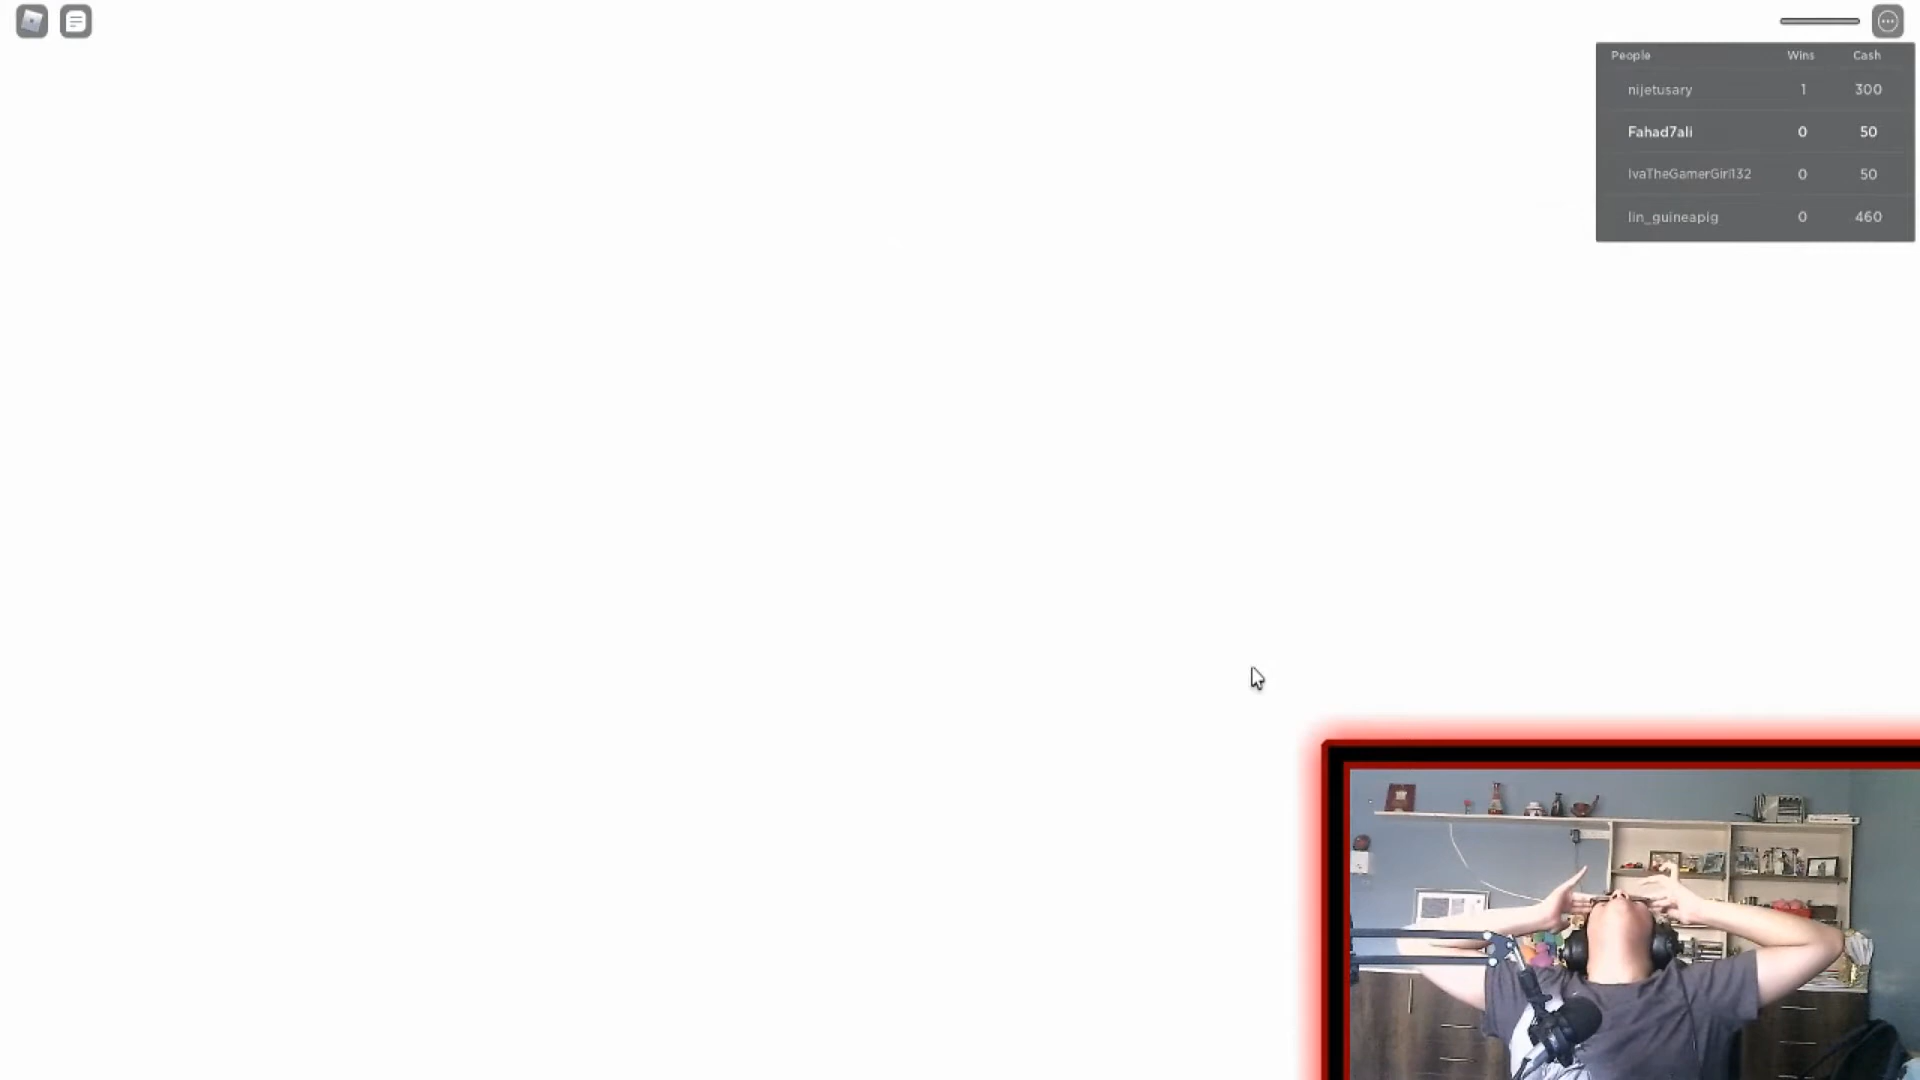 People Wins Cash
nijetusary 1 300
Fahad7ali 0 50
IvaTheGamerGirl132 0 50
lin_guineapig 0 460